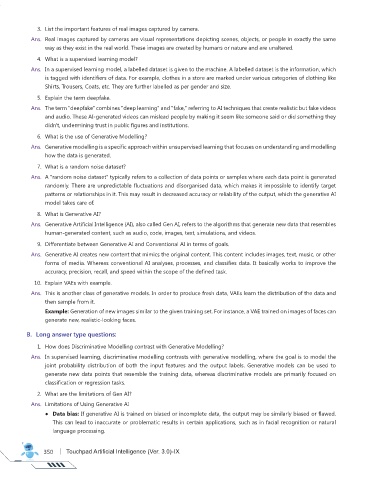 3. List the important features of real images captured by camera.
Ans. Real images captured by cameras are visual representations depicting scenes, objects, or people in exactly the same
way as they exist in the real world. These images are created by humans or nature and are unaltered.
4. What is a supervised learning model?
Ans. In a supervised learning model, a labelled dataset is given to the machine. A labelled dataset is the information, which
is tagged with identifiers of data. For example, clothes in a store are marked under various categories of clothing like
Shirts, Trousers, Coats, etc. They are further labelled as per gender and size.
5. Explain the term deepfake.
Ans. The term "deepfake" combines "deep learning" and "fake," referring to AI techniques that create realistic but fake videos
and audio. These AI-generated videos can mislead people by making it seem like someone said or did something they
didn't, undermining trust in public figures and institutions.
6. What is the use of Generative Modelling?
Ans. Generative modelling is a specific approach within unsupervised learning that focuses on understanding and modelling
how the data is generated.
7. What is a random noise dataset?
Ans. A "random noise dataset" typically refers to a collection of data points or samples where each data point is generated
randomly. There are unpredictable fluctuations and disorganised data, which makes it impossible to identify target
patterns or relationships in it. This may result in decreased accuracy or reliability of the output, which the generative AI
model takes care of.
8. What is Generative AI?
Ans. Generative Artificial Intelligence (AI), also called Gen AI, refers to the algorithms that generate new data that resembles
human-generated content, such as audio, code, images, text, simulations, and videos.
9. Differentiate between Generative AI and Conventional AI in terms of goals.
Ans. Generative AI creates new content that mimics the original content. This content includes images, text, music, or other
forms of media. Whereas conventional AI analyses, processes, and classifies data. It basically works to improve the
accuracy, precision, recall, and speed within the scope of the defined task.
10. Explain VAEs with example.
Ans. This is another class of generative models. In order to produce fresh data, VAEs learn the distribution of the data and
then sample from it.
Example: Generation of new images similar to the given training set. For instance, a VAE trained on images of faces can
generate new, realistic-looking faces.
B. Long answer type questions:
1. How does Discriminative Modelling contrast with Generative Modelling?
Ans. In supervised learning, discriminative modelling contrasts with generative modelling, where the goal is to model the
joint probability distribution of both the input features and the output labels. Generative models can be used to
generate new data points that resemble the training data, whereas discriminative models are primarily focused on
classification or regression tasks.
2. What are the limitations of Gen AI?
Ans. Limitations of Using Generative AI
● Data bias: If generative AI is trained on biased or incomplete data, the output may be similarly biased or flawed.
This can lead to inaccurate or problematic results in certain applications, such as in facial recognition or natural
language processing.
350 | Touchpad Artificial Intelligence (Ver. 3.0)-IX